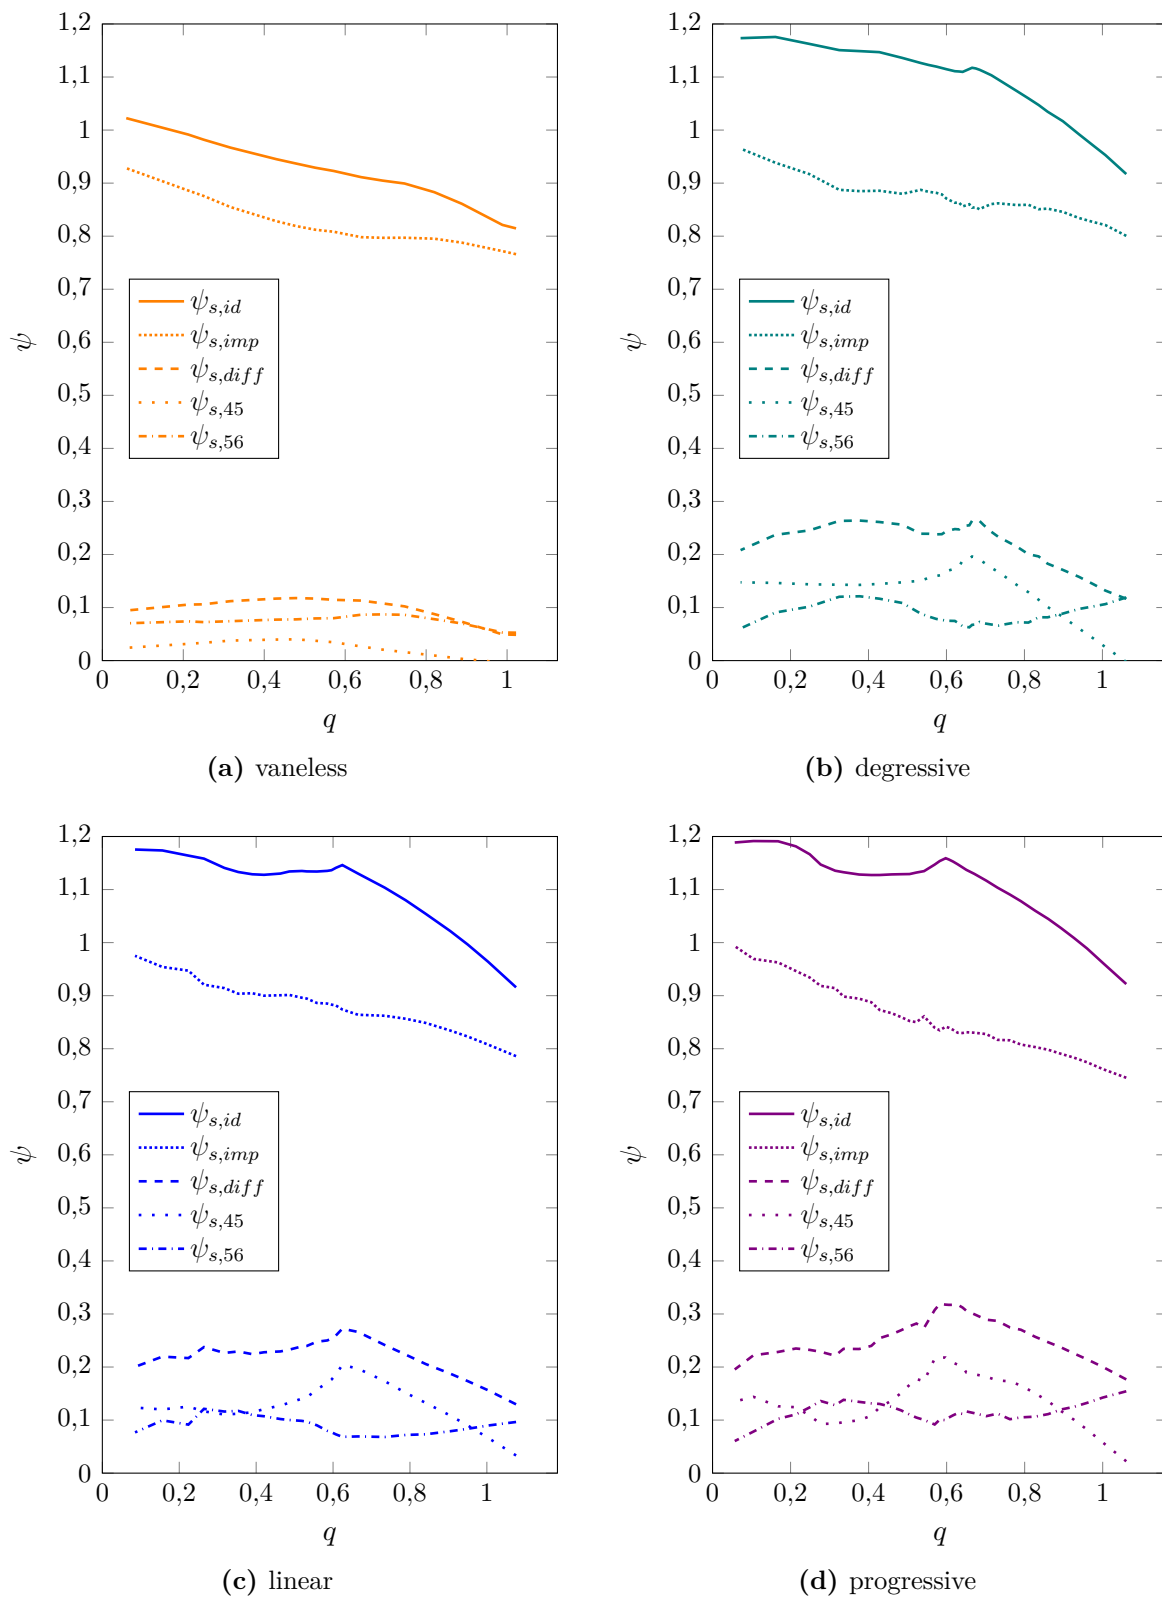 1,2
1,1
1
0,9
0,8
0,7
0,6
0,5
0,4
0,3
0,2
0,1
0
ψ
ψs,id
ψs,imp
ψs,diff
ψs,45
ψs,56
0 0,2 0,4 0,6 0,8 1
q
(a) vaneless
1,2
1,1
1
0,9
0,8
0,7
0,6
0,5
0,4
0,3
0,2
0,1
0
ψ
ψs,id
ψs,imp
ψs,diff
ψs,45
ψs,56
0 0,2 0,4 0,6 0,8 1
q
(b) degressive
1,2
1,1
1
0,9
0,8
0,7
0,6
0,5
0,4
0,3
0,2
0,1
0
ψ
ψs,id
ψs,imp
ψs,diff
ψs,45
ψs,56
0 0,2 0,4 0,6 0,8 1
q
(c) linear
1,2
1,1
1
0,9
0,8
0,7
0,6
0,5
0,4
0,3
0,2
0,1
0
ψ
ψs,id
ψs,imp
ψs,diff
ψs,45
ψs,56
0 0,2 0,4 0,6 0,8 1
q
(d) progressive